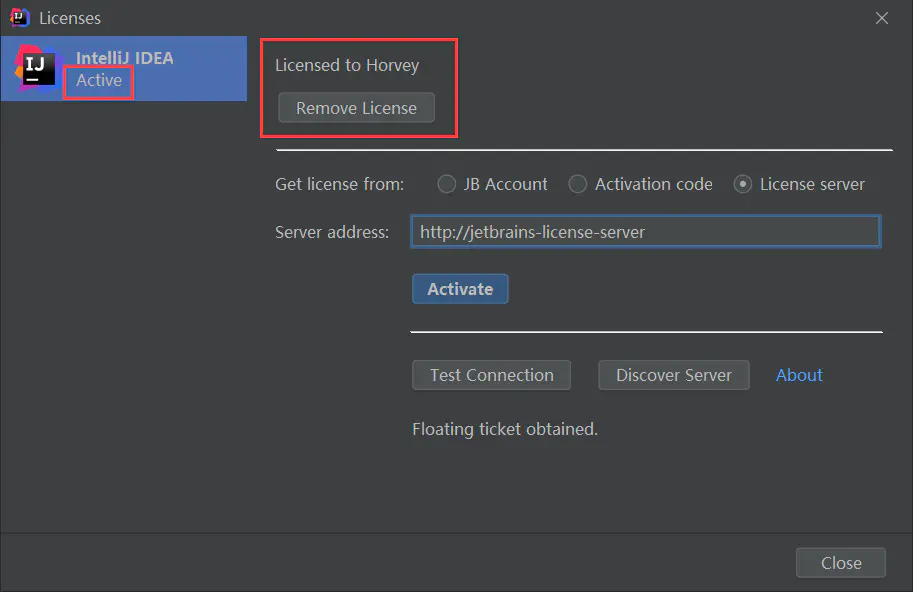 Licenses
IJ
IntelliJ IDEA
Active
Licensed to Horvey
Remove License
Get license from: JB Account Activation code License server
Server address: http://jetbrains-license-server
Activate
Test Connection Discover Server About
Floating ticket obtained.
Close